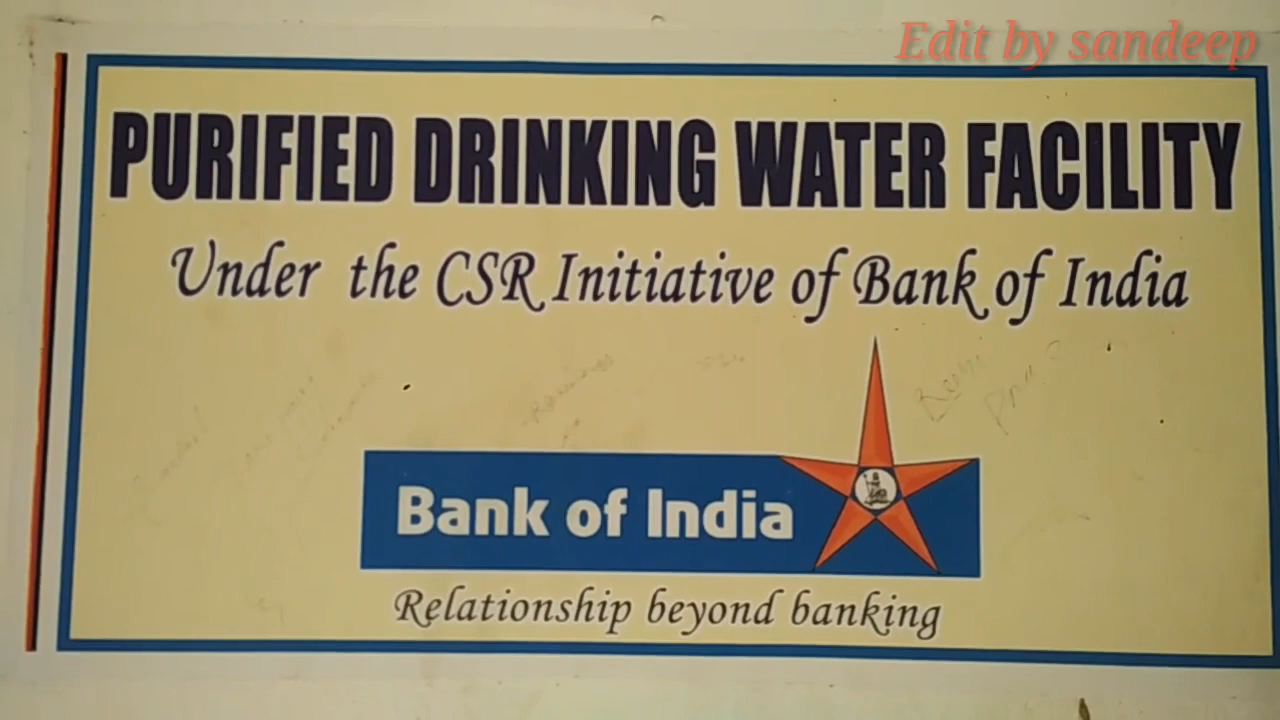 Edit by sandeep
PURIFIED DRINKING WATER FACILITY
Under the CSR Initiative of Bank of India
Bank of India
Relationship beyond banking